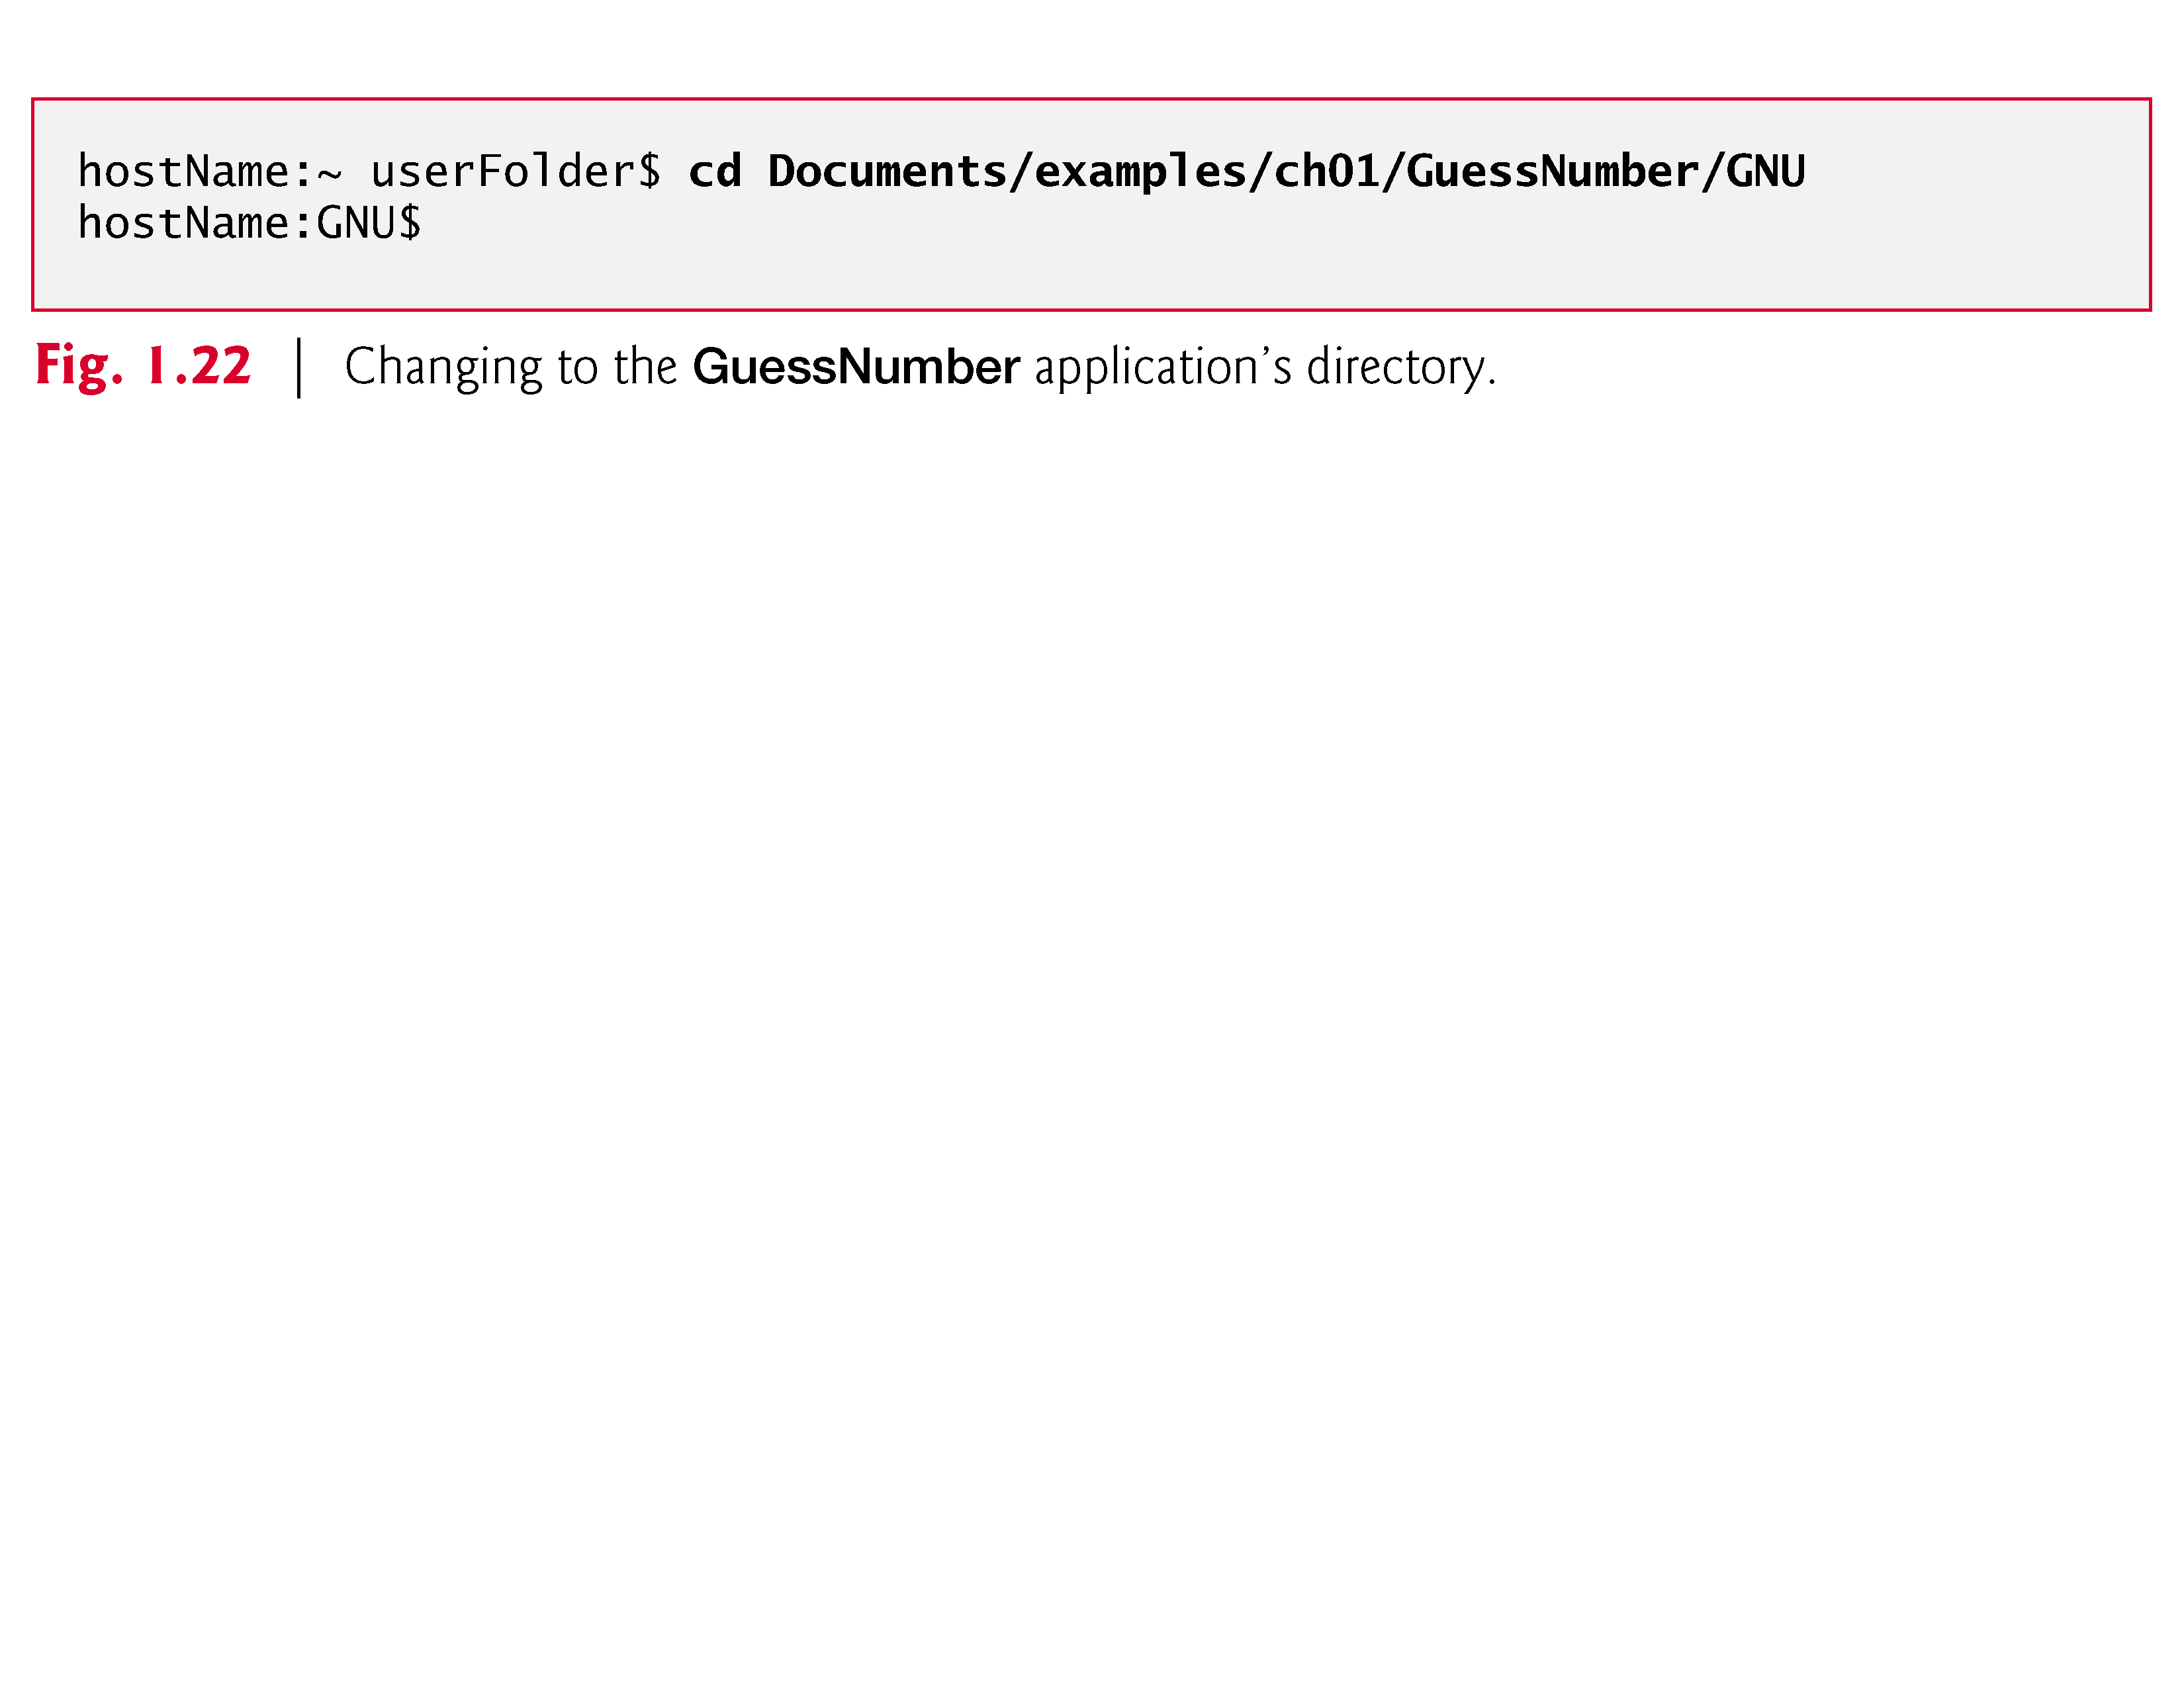 hostName:~ userFolder$ cd Documents/examples/ch01/GuessNumber/GNU
hostName:GNU$
Fig. 1.22 | Changing to the GuessNumber application’s directory.